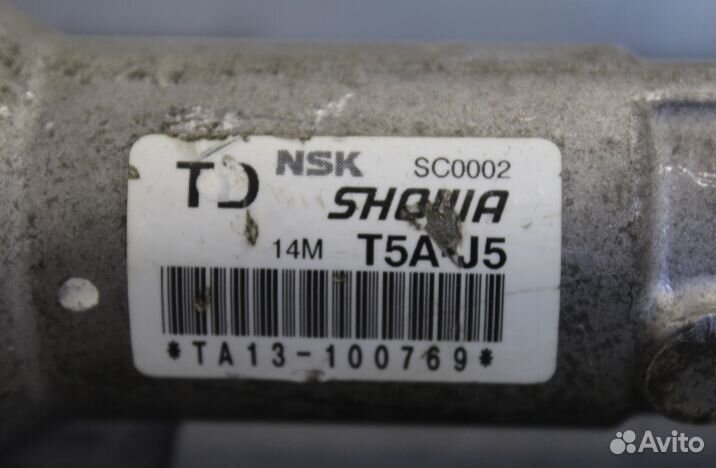 TD NSK SC0002
SHOWA
14M T5A-J5
*TA13-100769*
Avito